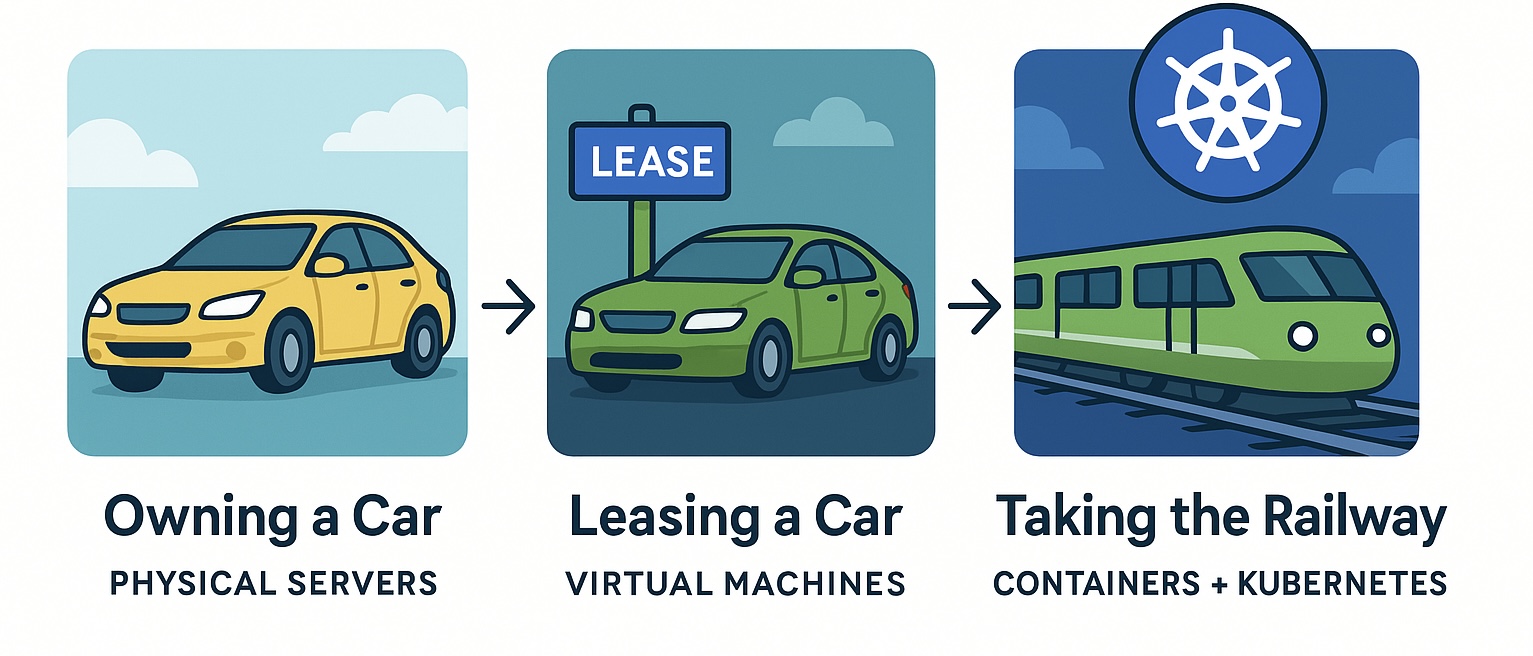 LEASE
Owning a Car
PHYSICAL SERVERS
Leasing a Car
VIRTUAL MACHINES
Taking the Railway
CONTAINERS + KUBERNETES